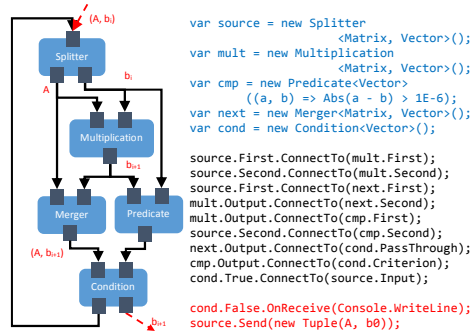 (A, bᵢ)
Splitter
A
bᵢ
Multiplication
bᵢ₊₁
Merger
Predicate
(A, bᵢ₊₁)
Condition
bᵢ₊₁
var source = new Splitter
<Matrix, Vector>();
var mult = new Multiplication
<Matrix, Vector>();
var cmp = new Predicate<Vector>
((a, b) => Abs(a - b) > 1E-6);
var next = new Merger<Matrix, Vector>();
var cond = new Condition<Vector>();
source.First.ConnectTo(mult.First);
source.Second.ConnectTo(mult.Second);
source.First.ConnectTo(next.First);
mult.Output.ConnectTo(next.Second);
mult.Output.ConnectTo(cmp.First);
source.Second.ConnectTo(cmp.Second);
next.Output.ConnectTo(cond.PassThrough);
cmp.Output.ConnectTo(cond.Criterion);
cond.True.ConnectTo(source.Input);
cond.False.OnReceive(Console.WriteLine);
source.Send(new Tuple(A, b0));